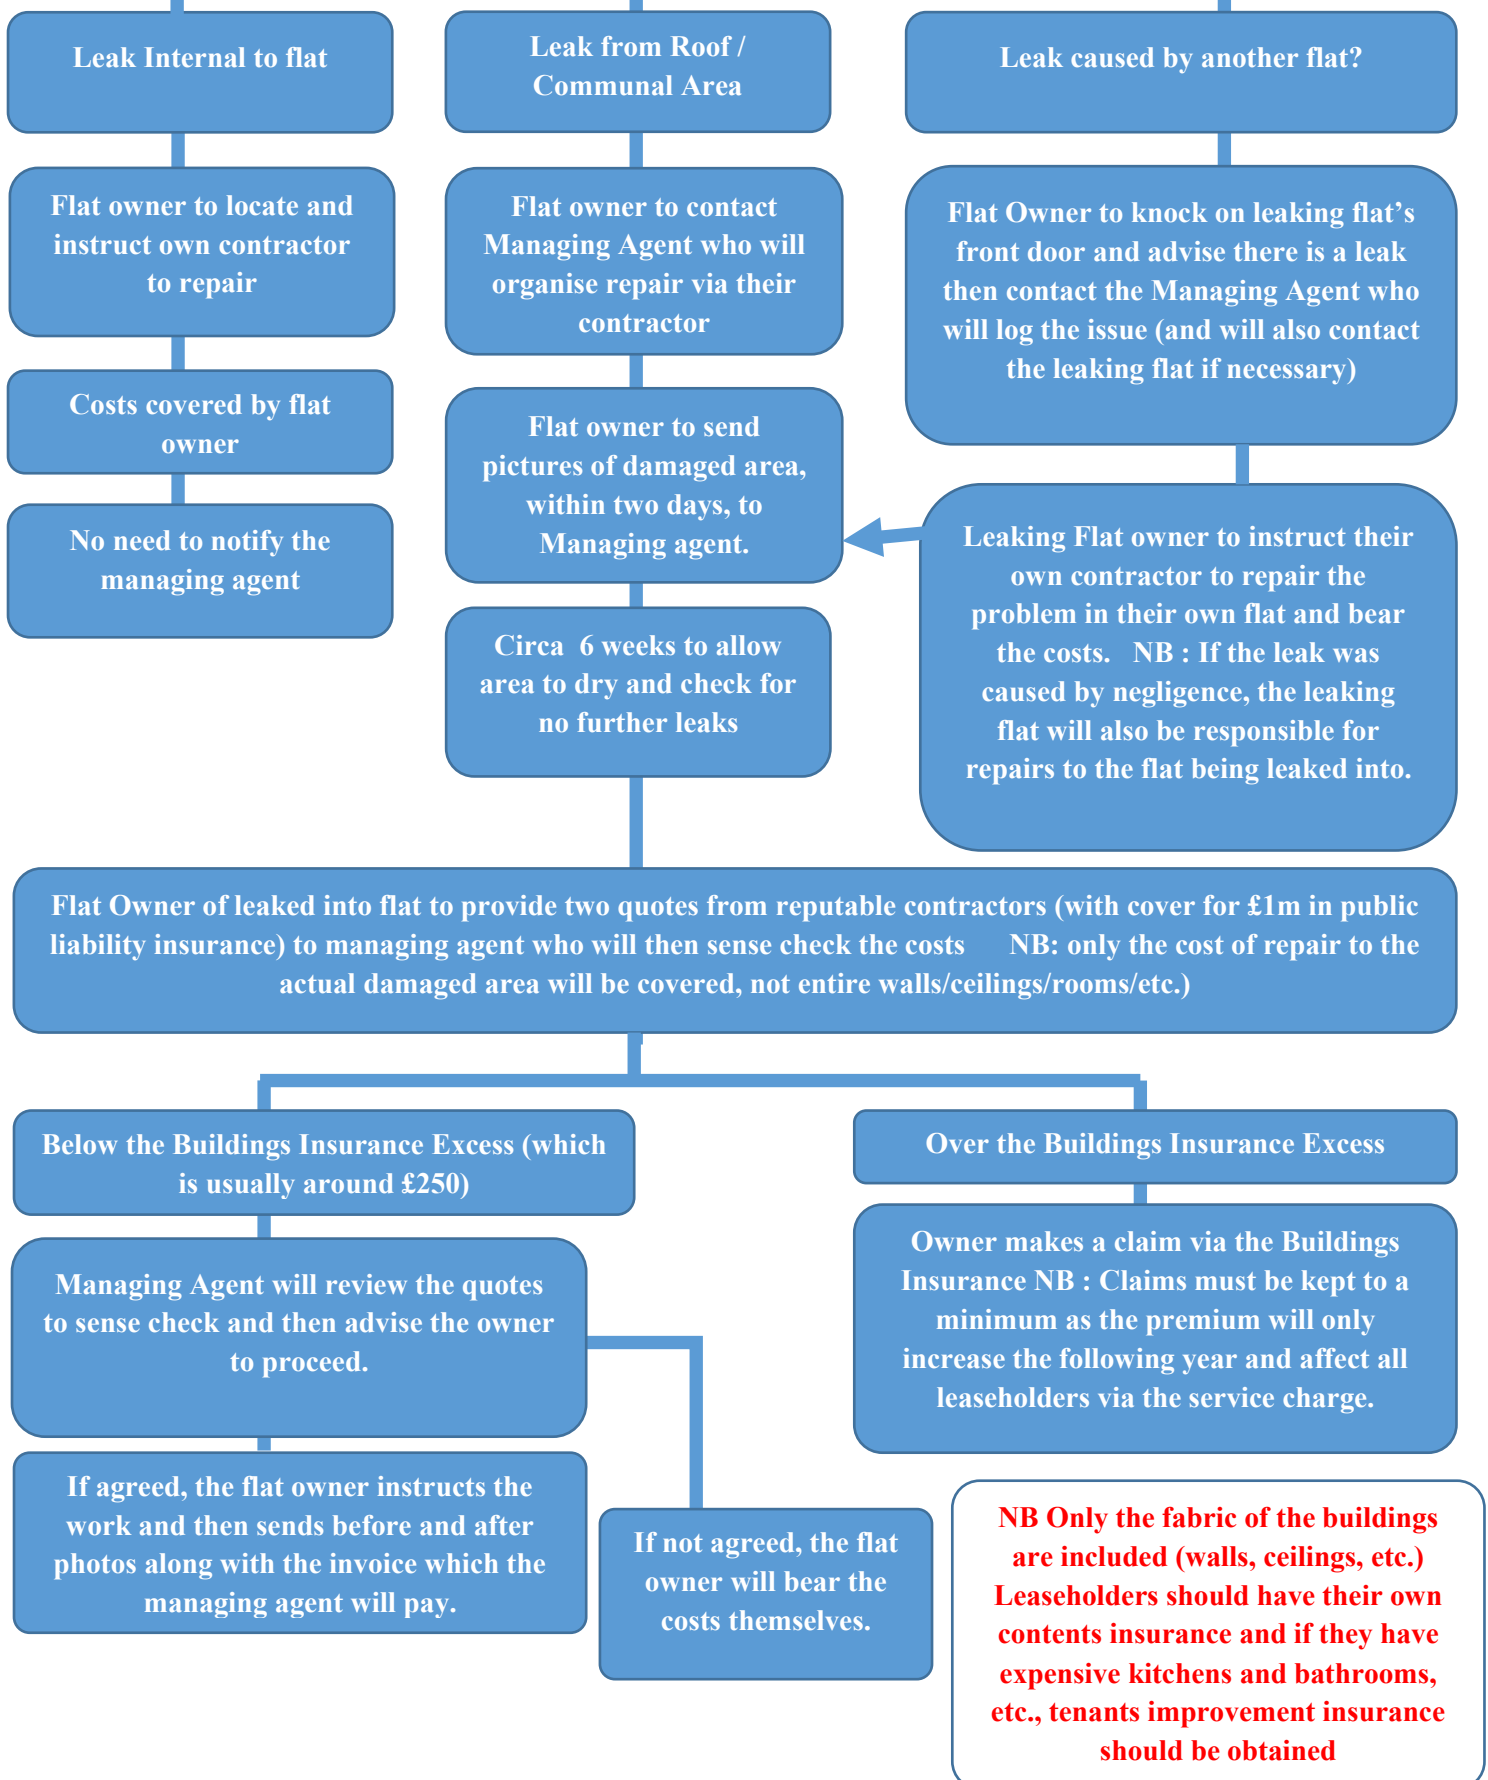 Leak Internal to flat
Flat owner to locate and
instruct own contractor
to repair
Costs covered by flat
owner
No need to notify the
managing agent
Leak from Roof /
Communal Area
Flat owner to contact
Managing Agent who will
organise repair via their
contractor
Flat owner to send
pictures of damaged area,
within two days, to
Managing agent.
Circa 6 weeks to allow
area to dry and check for
no further leaks
Leak caused by another flat?
Flat Owner to knock on leaking flat’s
front door and advise there is a leak
then contact the Managing Agent who
will log the issue (and will also contact
the leaking flat if necessary)
Leaking Flat owner to instruct their
own contractor to repair the
problem in their own flat and bear
the costs. NB : If the leak was
caused by negligence, the leaking
flat will also be responsible for
repairs to the flat being leaked into.
Flat Owner of leaked into flat to provide two quotes from reputable contractors (with cover for £1m in public
liability insurance) to managing agent who will then sense check the costs NB: only the cost of repair to the
actual damaged area will be covered, not entire walls/ceilings/rooms/etc.)
Below the Buildings Insurance Excess (which
is usually around £250)
Managing Agent will review the quotes
to sense check and then advise the owner
to proceed.
If agreed, the flat owner instructs the
work and then sends before and after
photos along with the invoice which the
managing agent will pay.
If not agreed, the flat
owner will bear the
costs themselves.
Over the Buildings Insurance Excess
Owner makes a claim via the Buildings
Insurance NB : Claims must be kept to a
minimum as the premium will only
increase the following year and affect all
leaseholders via the service charge.
NB Only the fabric of the buildings
are included (walls, ceilings, etc.)
Leaseholders should have their own
contents insurance and if they have
expensive kitchens and bathrooms,
etc., tenants improvement insurance
should be obtained